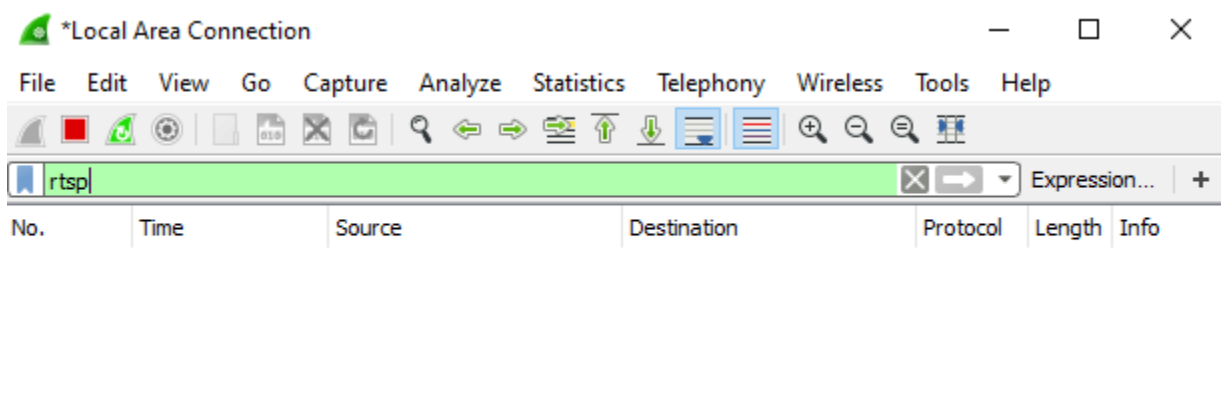 *Local Area Connection
File Edit View Go Capture Analyze Statistics Telephony Wireless Tools Help
rtsp Expression... +
No. Time Source Destination Protocol Length Info